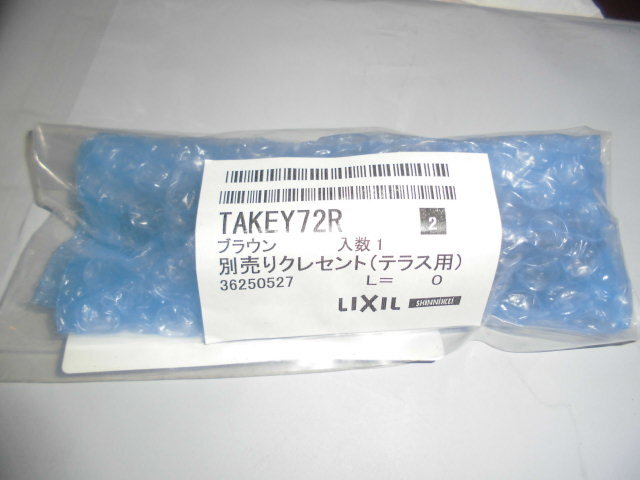 TAKEY72R 2
ブラウン 入数 1
別売りクレセント(テラス用)
36250527 L= 0
LIXIL SHINNIKKEI